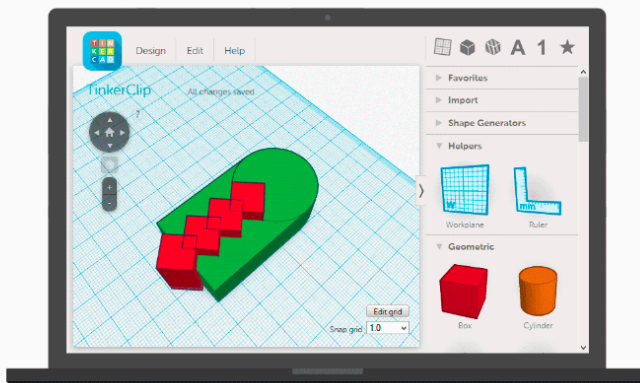 TIN
KER
CAD
Design
Edit
Help
A
1
TinkerClip
All changes saved
?
+
-
Edit grid
Snap grid 1.0
Favorites
Import
Shape Generators
Helpers
W
mm
Workplane
Ruler
Geometric
Box
Cylinder